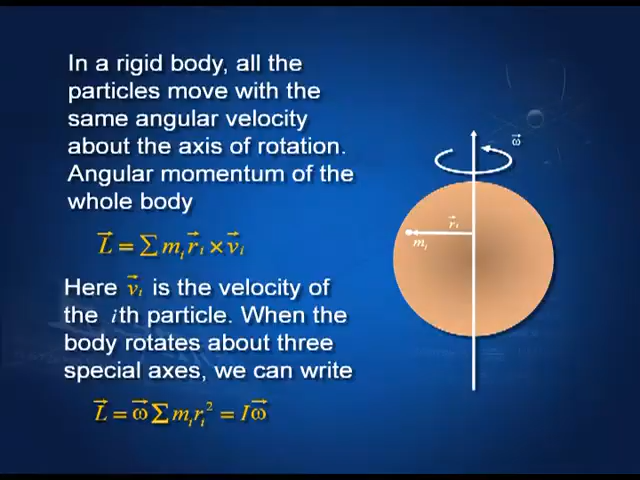 In a rigid body, all the
particles move with the
same angular velocity
about the axis of rotation.
Angular momentum of the
whole body
L⃗ = ∑ mᵢ r⃗ᵢ × v⃗ᵢ
Here v⃗ᵢ is the velocity of
the ith particle. When the
body rotates about three
special axes, we can write
L⃗ = ω⃗ ∑ mᵢrᵢ² = Iω⃗
ω⃗
r⃗ᵢ
mᵢ